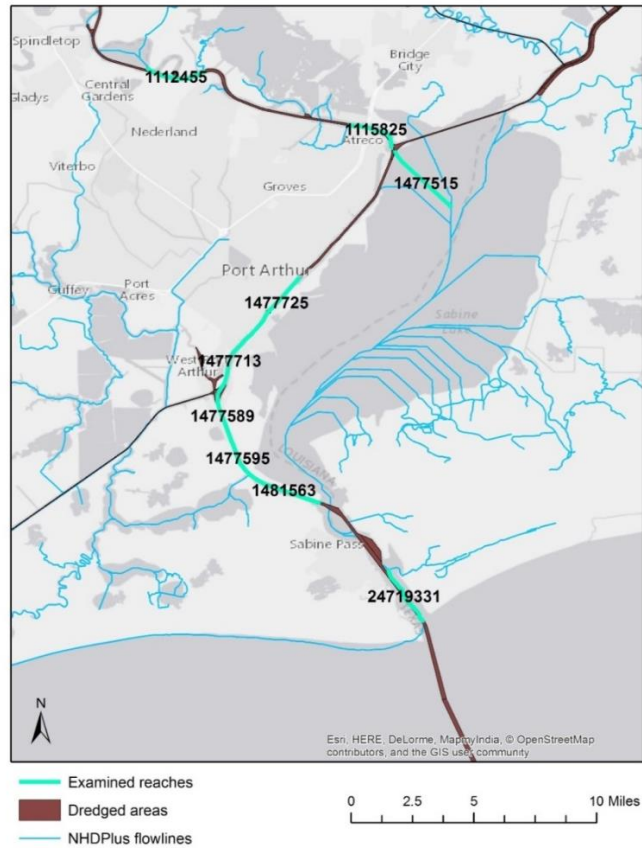 Spindletop
Bridge
City
1112455
Central
Gardens
Gladys
Nederland
1115825
Atreco
Viterbo
1477515
Groves
Port Arthur
Port
Acres
Guffey
1477725
Sabine
Lake
1477713
West
Arthur
1477589
1477595
LOUISIANA
1481563
Sabine Pass
24719331
N
Esri, HERE, DeLorme, MapmyIndia, © OpenStreetMap
contributors, and the GIS user community
Examined reaches
Dredged areas
NHDPlus flowlines
0 2.5 5 10 Miles